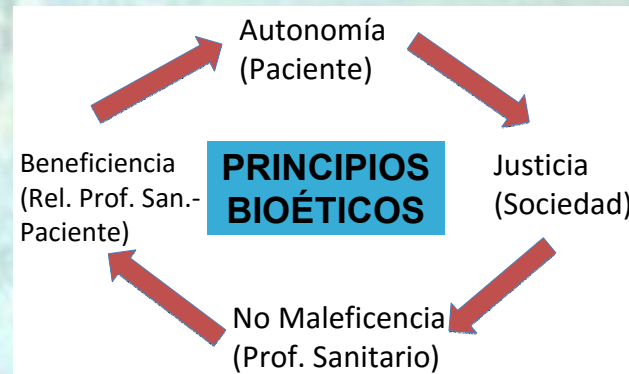 Autonomía
(Paciente)
Beneficiencia
(Rel. Prof. San.-
Paciente)
PRINCIPIOS
BIOÉTICOS
Justicia
(Sociedad)
No Maleficencia
(Prof. Sanitario)